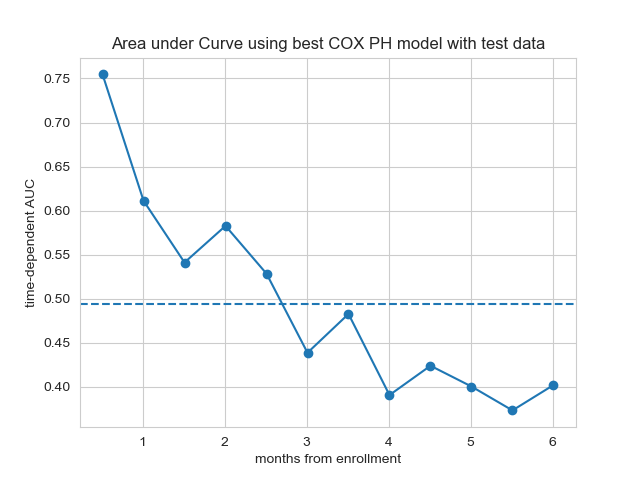 Area under Curve using best COX PH model with test data
time-dependent AUC
0.75
0.70
0.65
0.60
0.55
0.50
0.45
0.40
1 2 3 4 5 6
months from enrollment